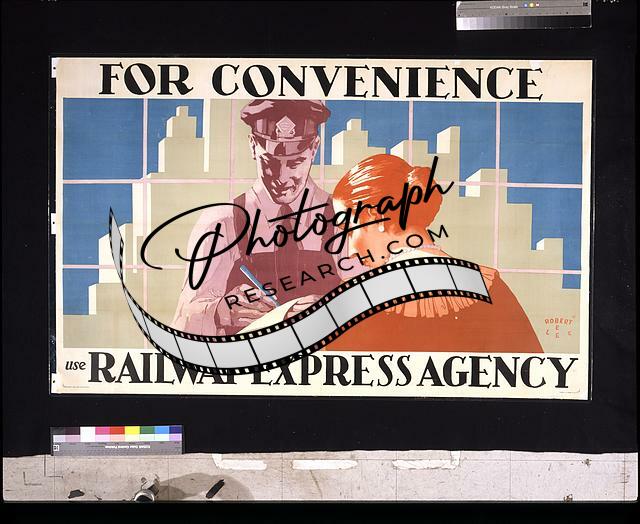 FOR CONVENIENCE
Photograph
RESEARCH.COM
ROBERT
E
LEE
use RAILWAY EXPRESS AGENCY